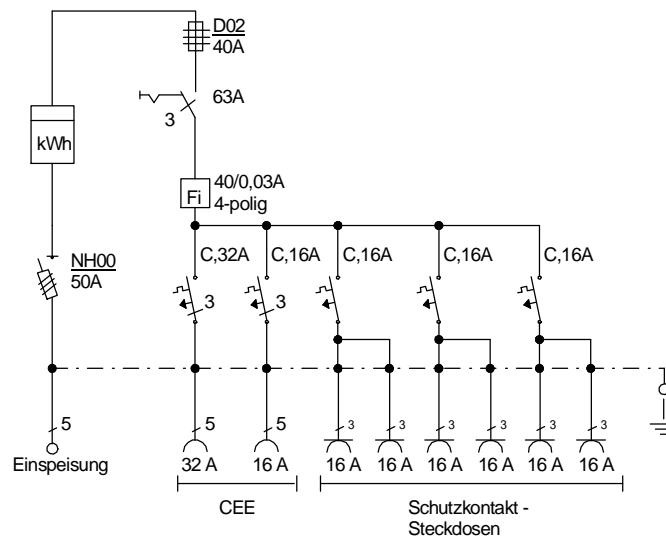 D02
40A
63A
3
kWh
40/0,03A
Fi
4-polig
NH00
50A
C,32A
C,16A
C,16A
C,16A
C,16A
3
3
5
5
5
3
3
3
3
3
3
Einspeisung
32 A
16 A
16 A
16 A
16 A
16 A
16 A
16 A
CEE
Schutzkontakt -
Steckdosen